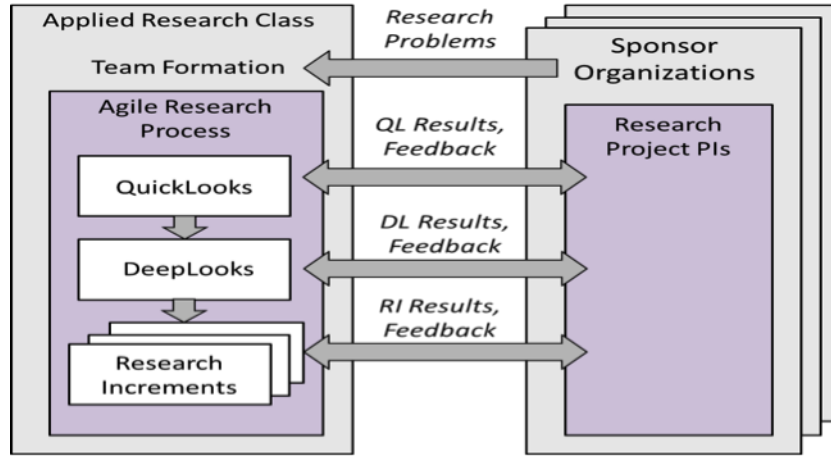 Applied Research Class
Team Formation
Agile Research
Process
QuickLooks
DeepLooks
Research
Increments
Research
Problems
QL Results,
Feedback
DL Results,
Feedback
RI Results,
Feedback
Sponsor
Organizations
Research
Project PIs